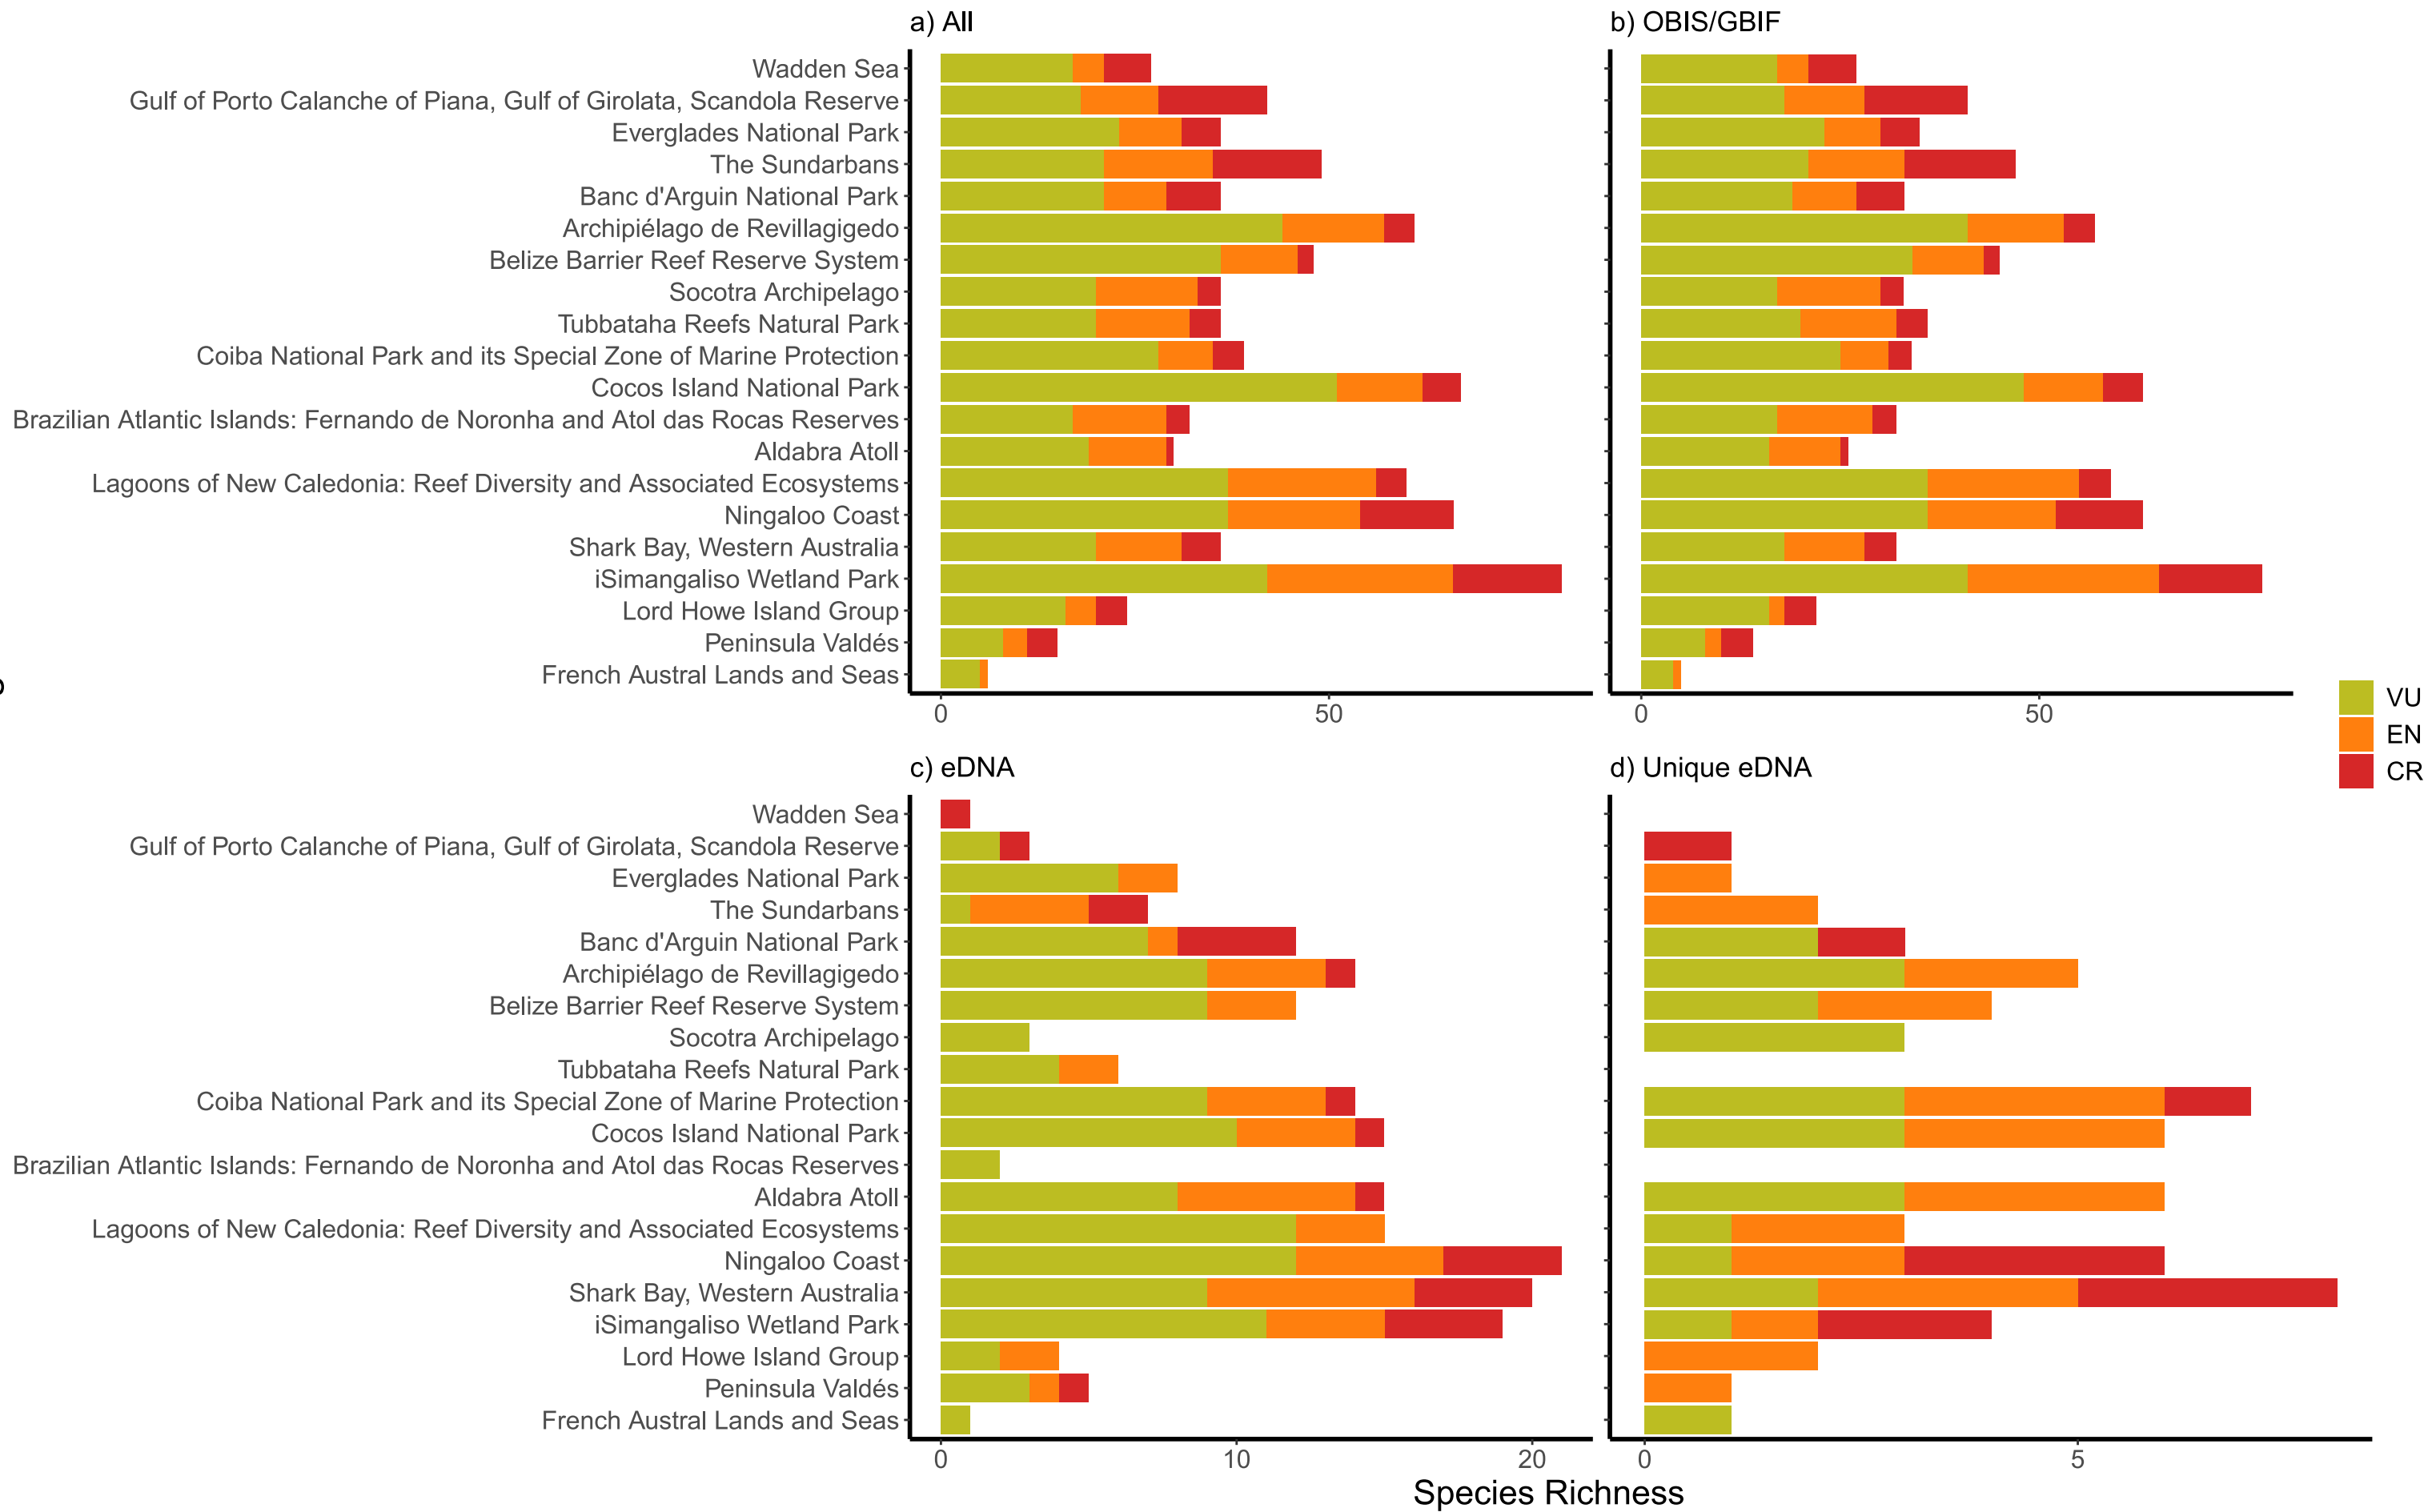 a) All
b) OBIS/GBIF
Wadden Sea
Gulf of Porto Calanche of Piana, Gulf of Girolata, Scandola Reserve
Everglades National Park
The Sundarbans
Banc d'Arguin National Park
Archipiélago de Revillagigedo
Belize Barrier Reef Reserve System
Socotra Archipelago
Tubbataha Reefs Natural Park
Coiba National Park and its Special Zone of Marine Protection
Cocos Island National Park
Brazilian Atlantic Islands: Fernando de Noronha and Atol das Rocas Reserves
Aldabra Atoll
Lagoons of New Caledonia: Reef Diversity and Associated Ecosystems
Ningaloo Coast
Shark Bay, Western Australia
iSimangaliso Wetland Park
Lord Howe Island Group
Peninsula Valdés
French Austral Lands and Seas
0 50
0 50
VU
EN
CR
c) eDNA
d) Unique eDNA
Wadden Sea
Gulf of Porto Calanche of Piana, Gulf of Girolata, Scandola Reserve
Everglades National Park
The Sundarbans
Banc d'Arguin National Park
Archipiélago de Revillagigedo
Belize Barrier Reef Reserve System
Socotra Archipelago
Tubbataha Reefs Natural Park
Coiba National Park and its Special Zone of Marine Protection
Cocos Island National Park
Brazilian Atlantic Islands: Fernando de Noronha and Atol das Rocas Reserves
Aldabra Atoll
Lagoons of New Caledonia: Reef Diversity and Associated Ecosystems
Ningaloo Coast
Shark Bay, Western Australia
iSimangaliso Wetland Park
Lord Howe Island Group
Peninsula Valdés
French Austral Lands and Seas
0 10 20
0 5
Species Richness